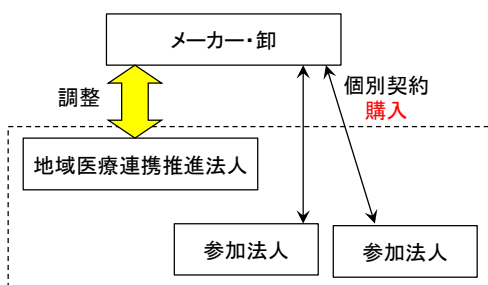 メーカー・卸
調整
個別契約
購入
地域医療連携推進法人
参加法人
参加法人